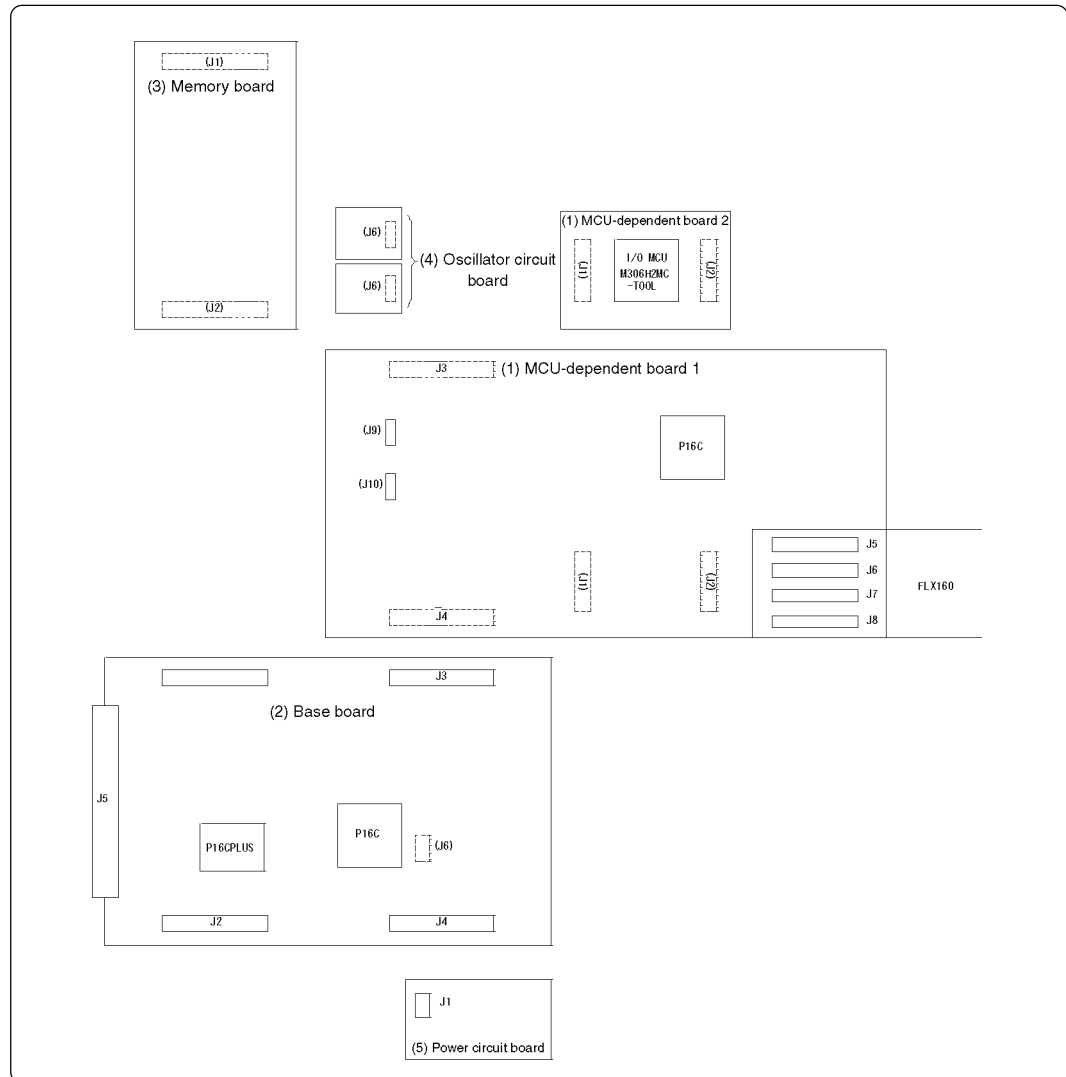 (J1)
(3) Memory board
(J2)
(J6)
(J6)
(4) Oscillator circuit
board
(1) MCU-dependent board 2
(J1)
I/O MCU
M306H2MC
-TOOL
(J2)
J3
(1) MCU-dependent board 1
(J9)
(J10)
P16C
(J1)
(J2)
J4
J5
J6
J7
J8
FLX160
J3
(2) Base board
J5
P16CPLUS
P16C
(J6)
J2
J4
J1
(5) Power circuit board